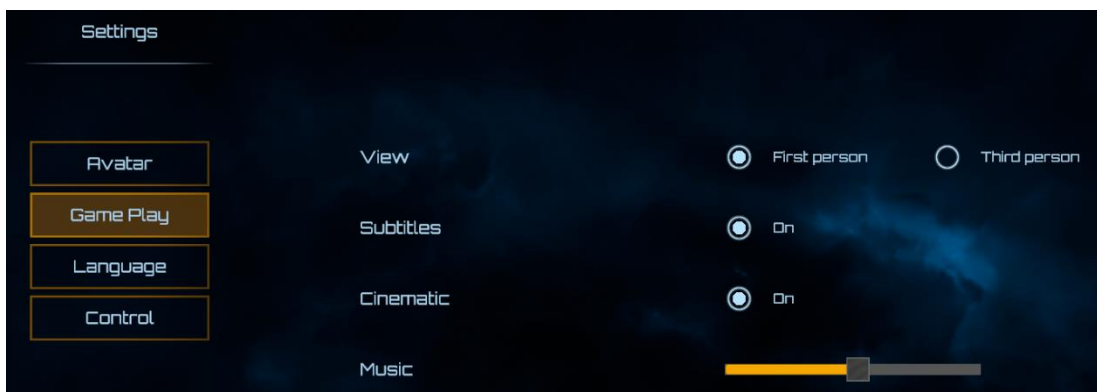 Settings
Avatar
Game Play
Language
Control
View First person Third person
Subtitles On
Cinematic On
Music